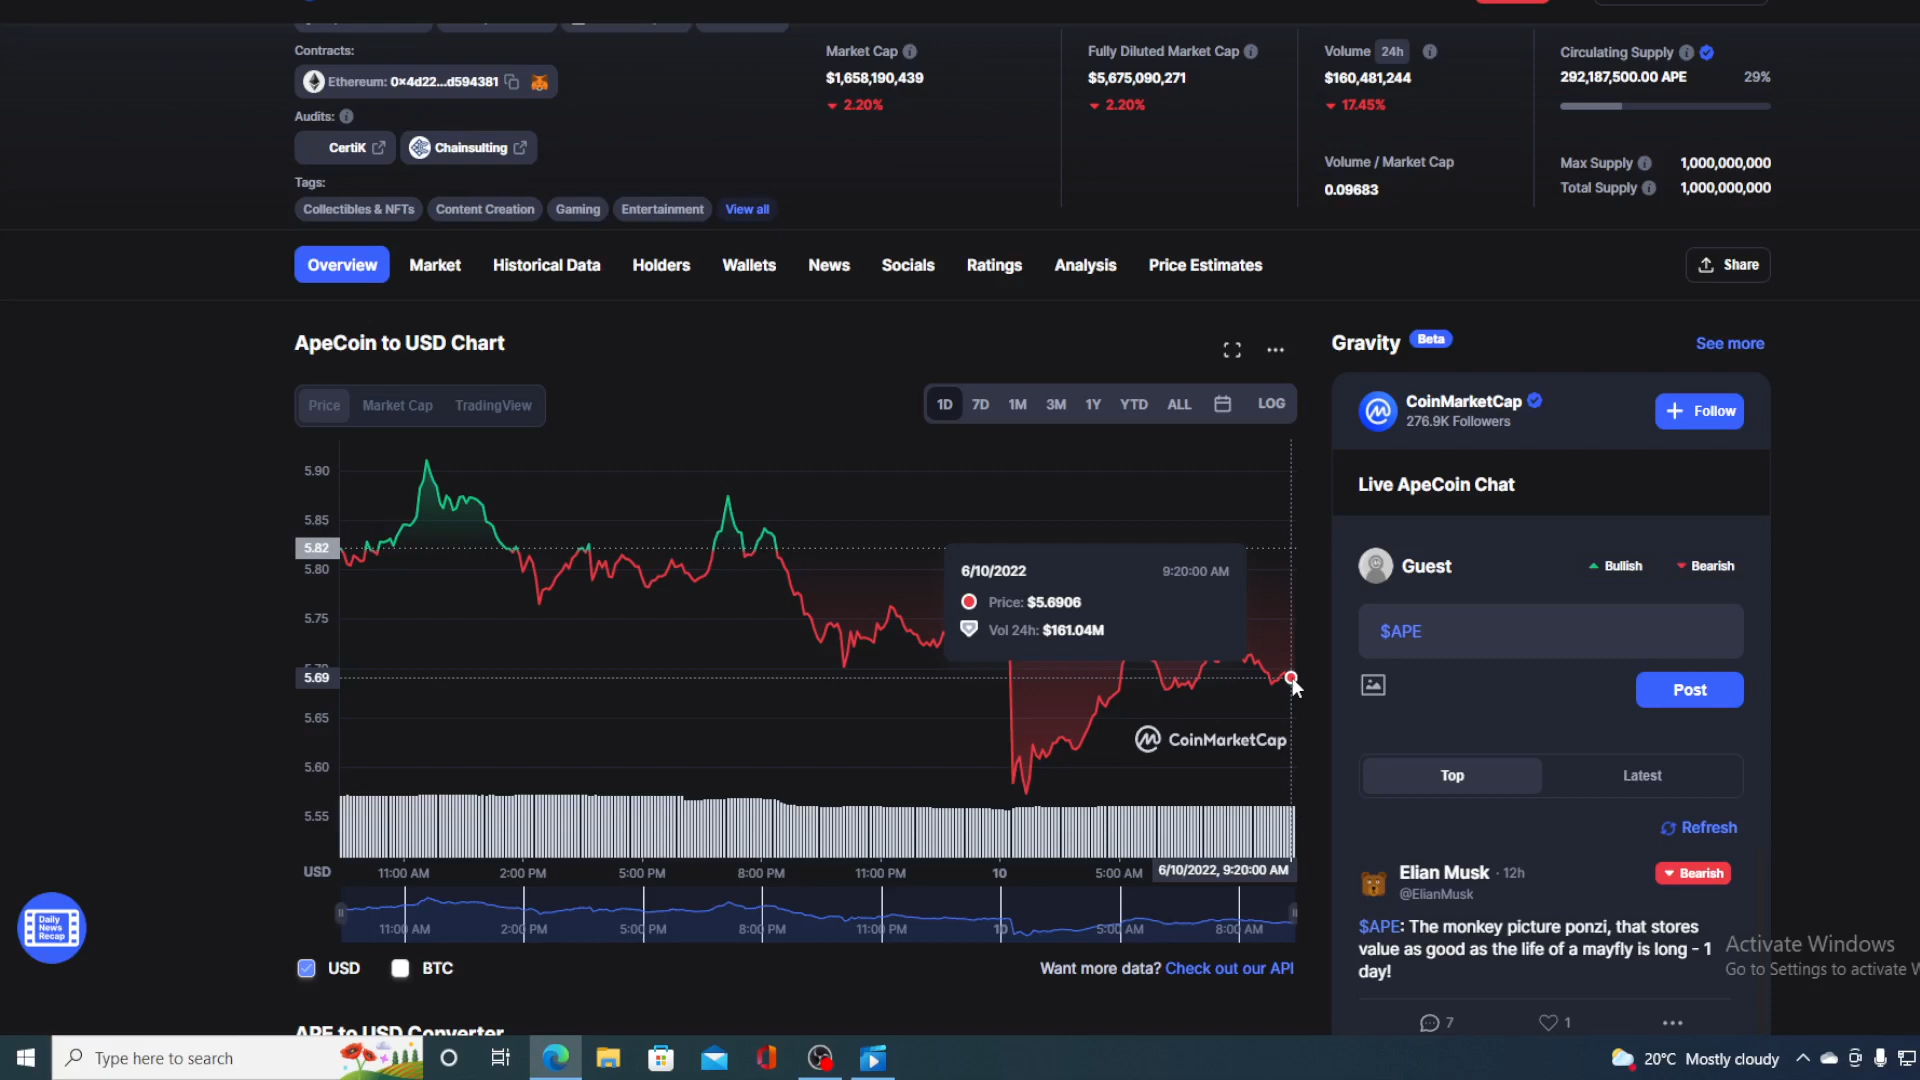 Contracts:
Ethereum: 0x4d22...d594381
Audits:
CertiK
Chainsulting
Tags:
Collectibles & NFTs
Content Creation
Gaming
Entertainment
View all
Market Cap
$1,658,190,439
2.20%
Fully Diluted Market Cap
$5,675,090,271
2.20%
Volume 24h
$160,481,244
17.45%
Volume / Market Cap
0.09683
Circulating Supply
292,187,500.00 APE 29%
Max Supply 1,000,000,000
Total Supply 1,000,000,000
Overview Market Historical Data Holders Wallets News Socials Ratings Analysis Price Estimates
Share
ApeCoin to USD Chart
Price Market Cap TradingView
1D 7D 1M 3M 1Y YTD ALL LOG
5.90
5.85
5.82
5.80
5.75
5.70
5.69
5.65
5.60
5.55
6/10/2022 9:20:00 AM
Price: $5.6906
Vol 24h: $161.04M
CoinMarketCap
USD
11:00 AM 2:00 PM 5:00 PM 8:00 PM 11:00 PM 10 5:00 AM 6/10/2022, 9:20:00 AM
11:00 AM 2:00 PM 5:00 PM 8:00 PM 11:00 PM 10 5:00 AM 8:00 AM
USD BTC
Want more data? Check out our API
APE to USD Converter
Gravity Beta
See more
CoinMarketCap
276.9K Followers
+ Follow
Live ApeCoin Chat
Guest
Bullish Bearish
$APE
Post
Top Latest
Refresh
Elian Musk · 12h
@ElianMusk
Bearish
$APE: The monkey picture ponzi, that stores
value as good as the life of a mayfly is long - 1
day!
7 1
Daily
News
Recap
Activate Windows
Go to Settings to activate W
Type here to search
20°C Mostly cloudy